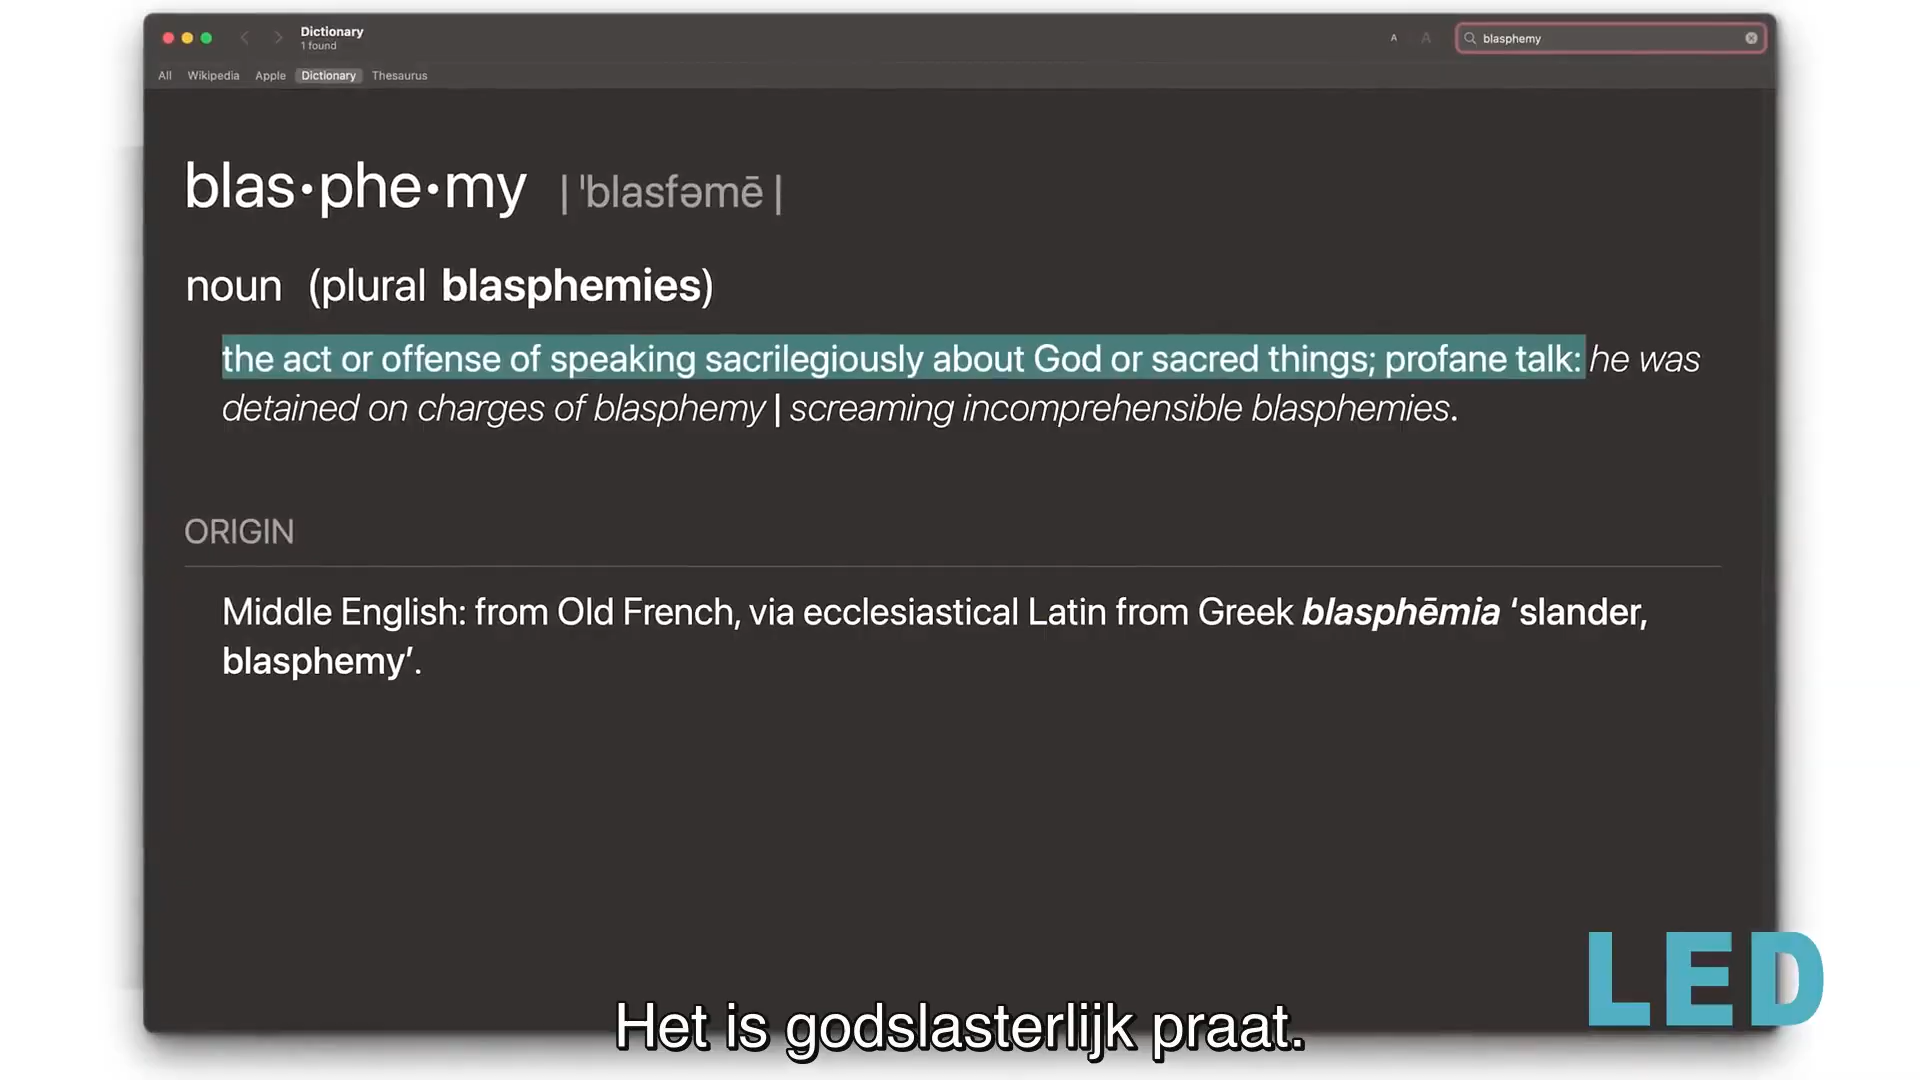 Dictionary
1 found
A A
blasphemy
All Wikipedia Apple Dictionary Thesaurus
blas·phe·my | ˈblasfəmē |
noun (plural blasphemies)
the act or offense of speaking sacrilegiously about God or sacred things; profane talk: he was
detained on charges of blasphemy | screaming incomprehensible blasphemies.
ORIGIN
Middle English: from Old French, via ecclesiastical Latin from Greek blasphēmia ‘slander,
blasphemy’.
LED
Het is godslasterlijk praat.